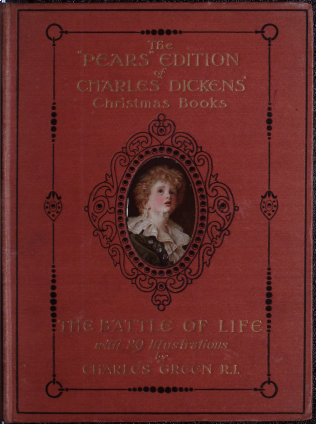 The
"PEARS" EDITION
of
CHARLES DICKENS'
Christmas Books
THE BATTLE OF LIFE
with 29 Illustrations
by
CHARLES GREEN R.I.